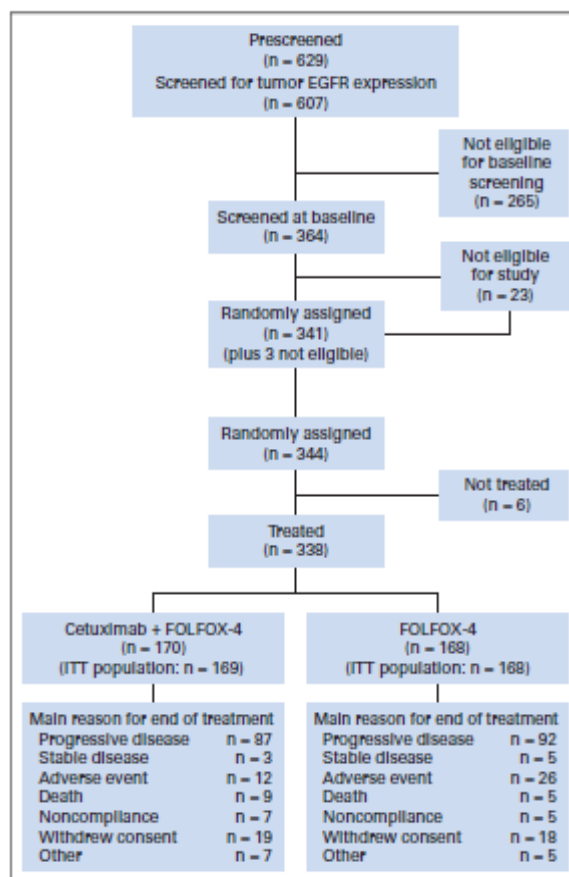 Prescreened
(n = 629)
Screened for tumor EGFR expression
(n = 607)
Not eligible
for baseline
screening
(n = 265)
Screened at baseline
(n = 364)
Not eligible
for study
(n = 23)
Randomly assigned
(n = 341)
(plus 3 not eligible)
Randomly assigned
(n = 344)
Not treated
(n = 6)
Treated
(n = 338)
Cetuximab + FOLFOX-4
(n = 170)
(ITT population: n = 169)
FOLFOX-4
(n = 168)
(ITT population: n = 168)
Main reason for end of treatment
Progressive disease n = 87
Stable disease n = 3
Adverse event n = 12
Death n = 9
Noncompliance n = 7
Withdrew consent n = 19
Other n = 7
Main reason for end of treatment
Progressive disease n = 92
Stable disease n = 5
Adverse event n = 26
Death n = 5
Noncompliance n = 5
Withdrew consent n = 18
Other n = 5